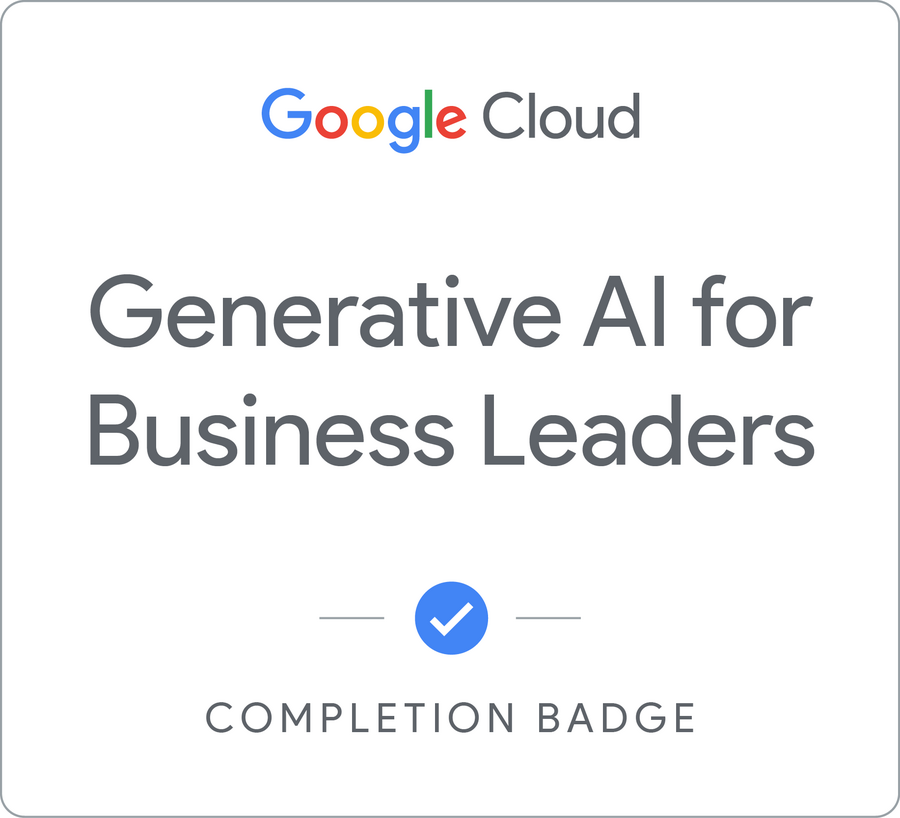 Google Cloud
Generative AI for
Business Leaders
COMPLETION BADGE